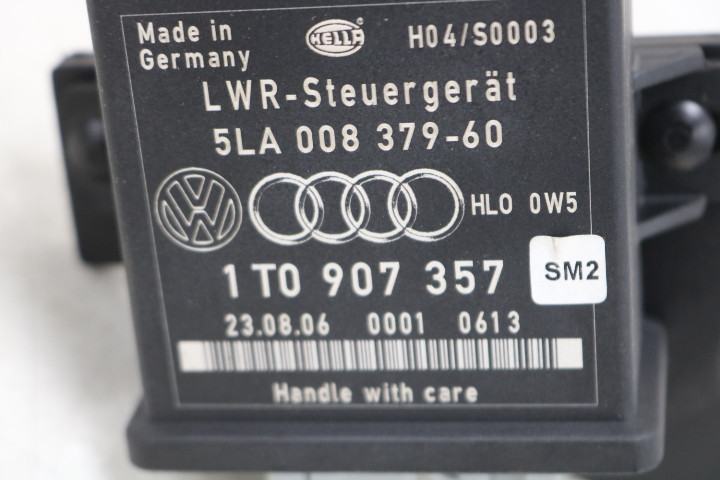 Made in Germany
HELLA
H04/S0003
LWR-Steuergerät
5LA 008 379-60
HLO 0W5
1T0 907 357
SM2
23.08.06 0001 0613
Handle with care